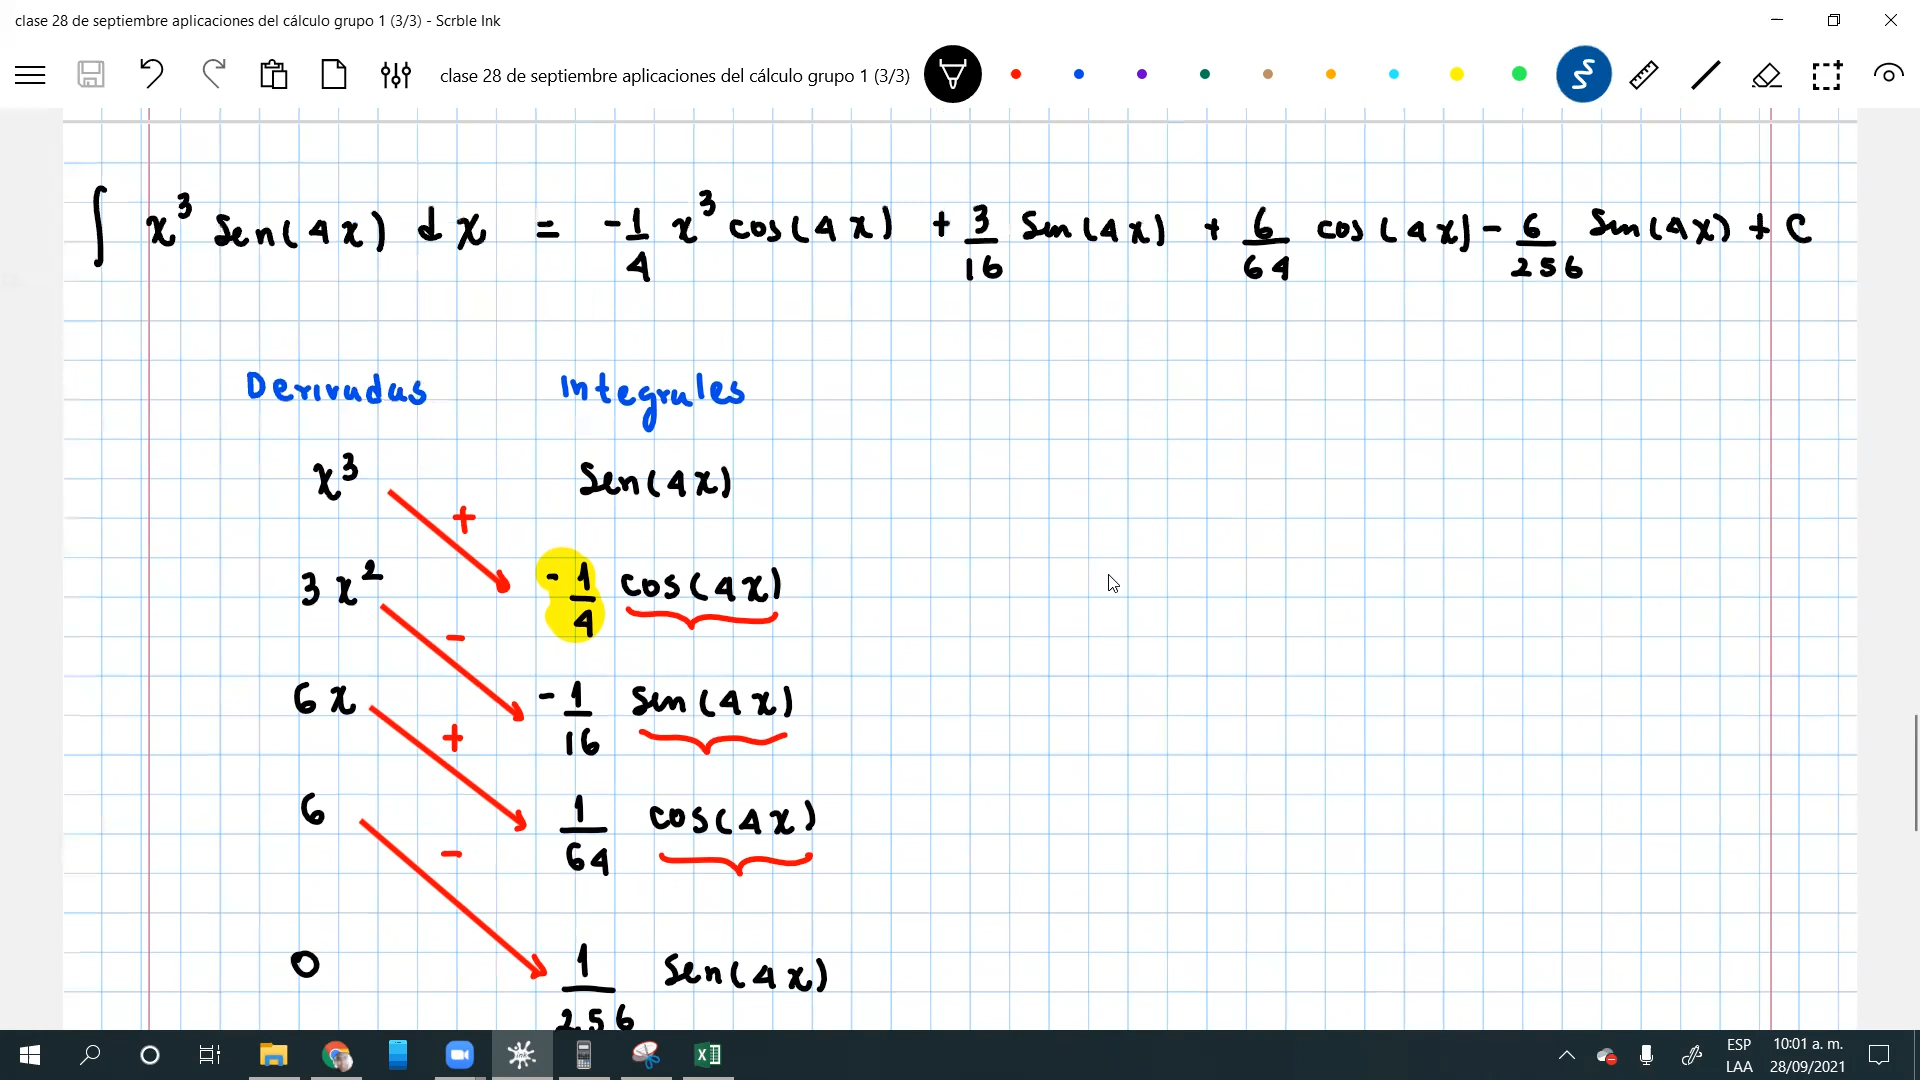 clase 28 de septiembre aplicaciones del cálculo grupo 1 (3/3) - Scrble Ink
clase 28 de septiembre aplicaciones del cálculo grupo 1 (3/3)
∫ x³ Sen(4x) dx = -1/4 x³ cos(4x) + 3/16 Sen(4x) + 6/64 cos(4x) - 6/256 Sen(4x) + C
Derivadas Integrales
x³ Sen(4x)
+
3x² -1/4 cos(4x)
-
6x -1/16 sen(4x)
+
6 1/64 cos(4x)
-
0 1/256 Sen(4x)
ESP 10:01 a. m.
LAA 28/09/2021